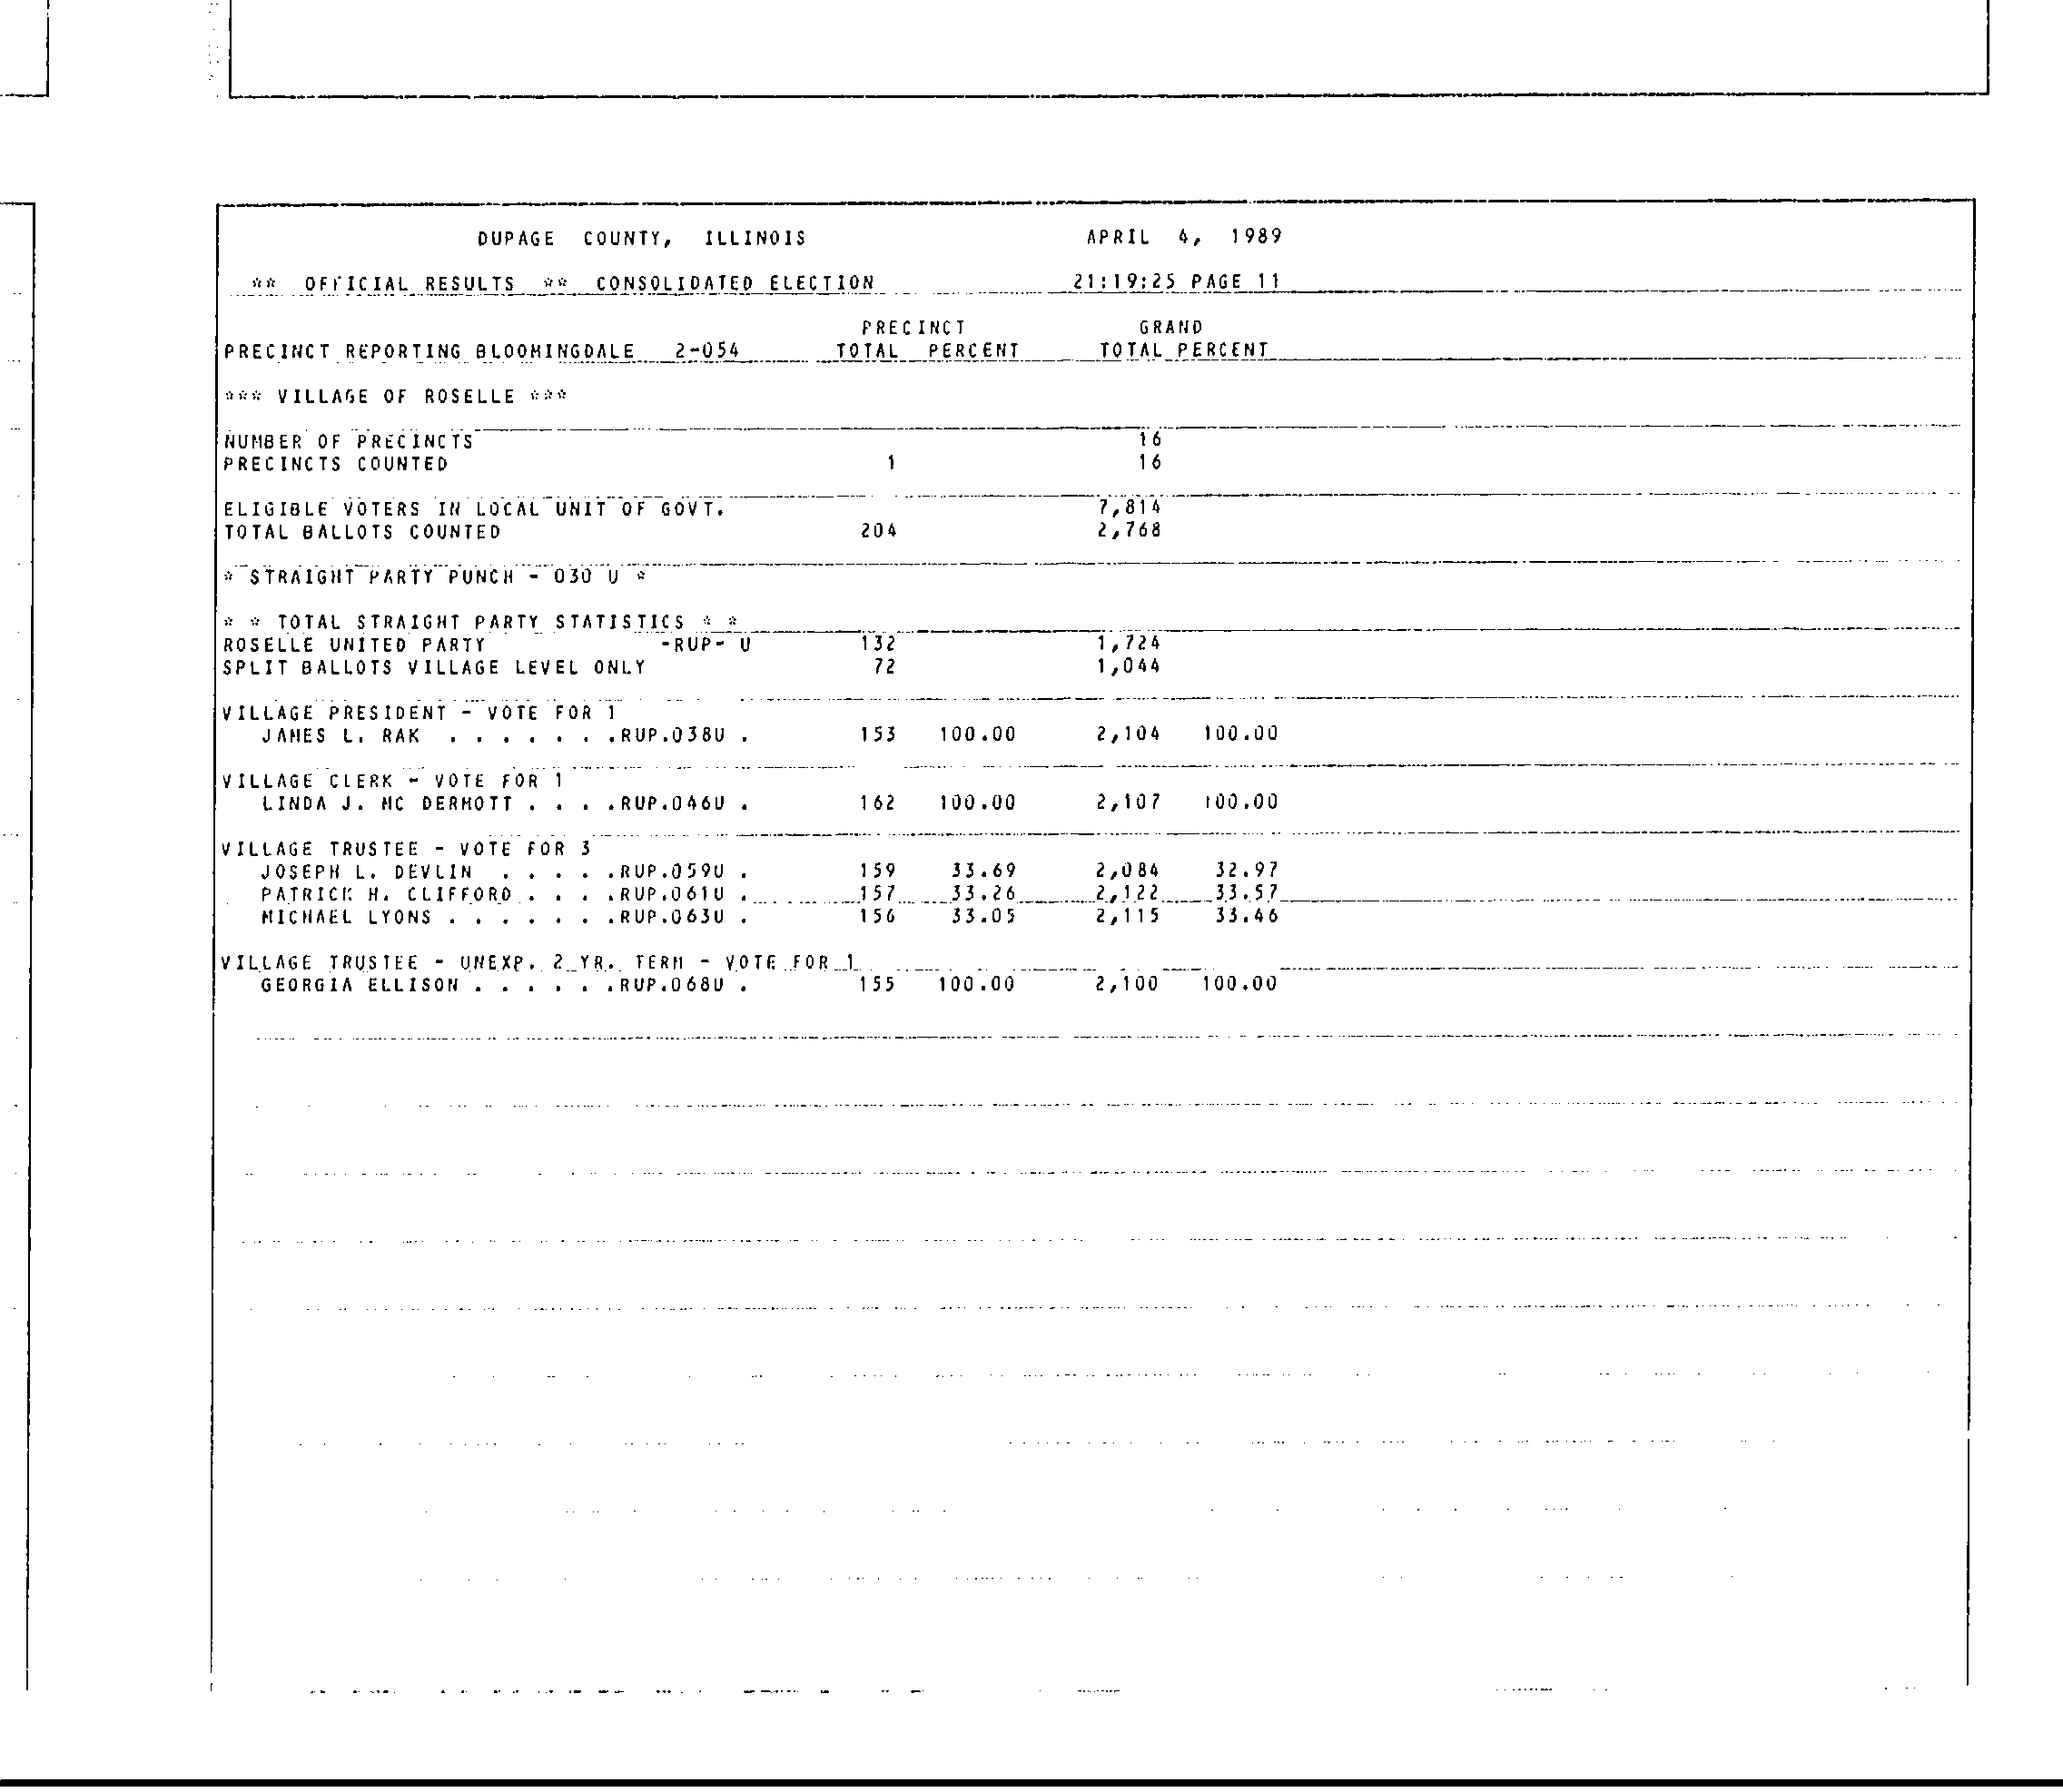 DUPAGE COUNTY, ILLINOIS APRIL 4, 1989
** OFFICIAL RESULTS ** CONSOLIDATED ELECTION 21:19:25 PAGE 11
PRECINCT GRAND
PRECINCT REPORTING BLOOMINGDALE 2-054 TOTAL PERCENT TOTAL PERCENT
*** VILLAGE OF ROSELLE ***
NUMBER OF PRECINCTS 16
PRECINCTS COUNTED 1 16
ELIGIBLE VOTERS IN LOCAL UNIT OF GOVT. 7,814
TOTAL BALLOTS COUNTED 204 2,768
* STRAIGHT PARTY PUNCH - 030 U *
* * TOTAL STRAIGHT PARTY STATISTICS * *
ROSELLE UNITED PARTY -RUP- U 132 1,724
SPLIT BALLOTS VILLAGE LEVEL ONLY 72 1,044
VILLAGE PRESIDENT - VOTE FOR 1
JAMES L. RAK . . . . . . .RUP.038U . 153 100.00 2,104 100.00
VILLAGE CLERK - VOTE FOR 1
LINDA J. MC DERMOTT . . . .RUP.046U . 162 100.00 2,107 100.00
VILLAGE TRUSTEE - VOTE FOR 3
JOSEPH L. DEVLIN . . . . .RUP.059U . 159 33.69 2,084 32.97
PATRICK H. CLIFFORD . . . .RUP.061U . 157 33.26 2,122 33.57
MICHAEL LYONS . . . . . . .RUP.063U . 156 33.05 2,115 33.46
VILLAGE TRUSTEE - UNEXP. 2 YR. TERM - VOTE FOR 1
GEORGIA ELLISON . . . . . .RUP.068U . 155 100.00 2,100 100.00